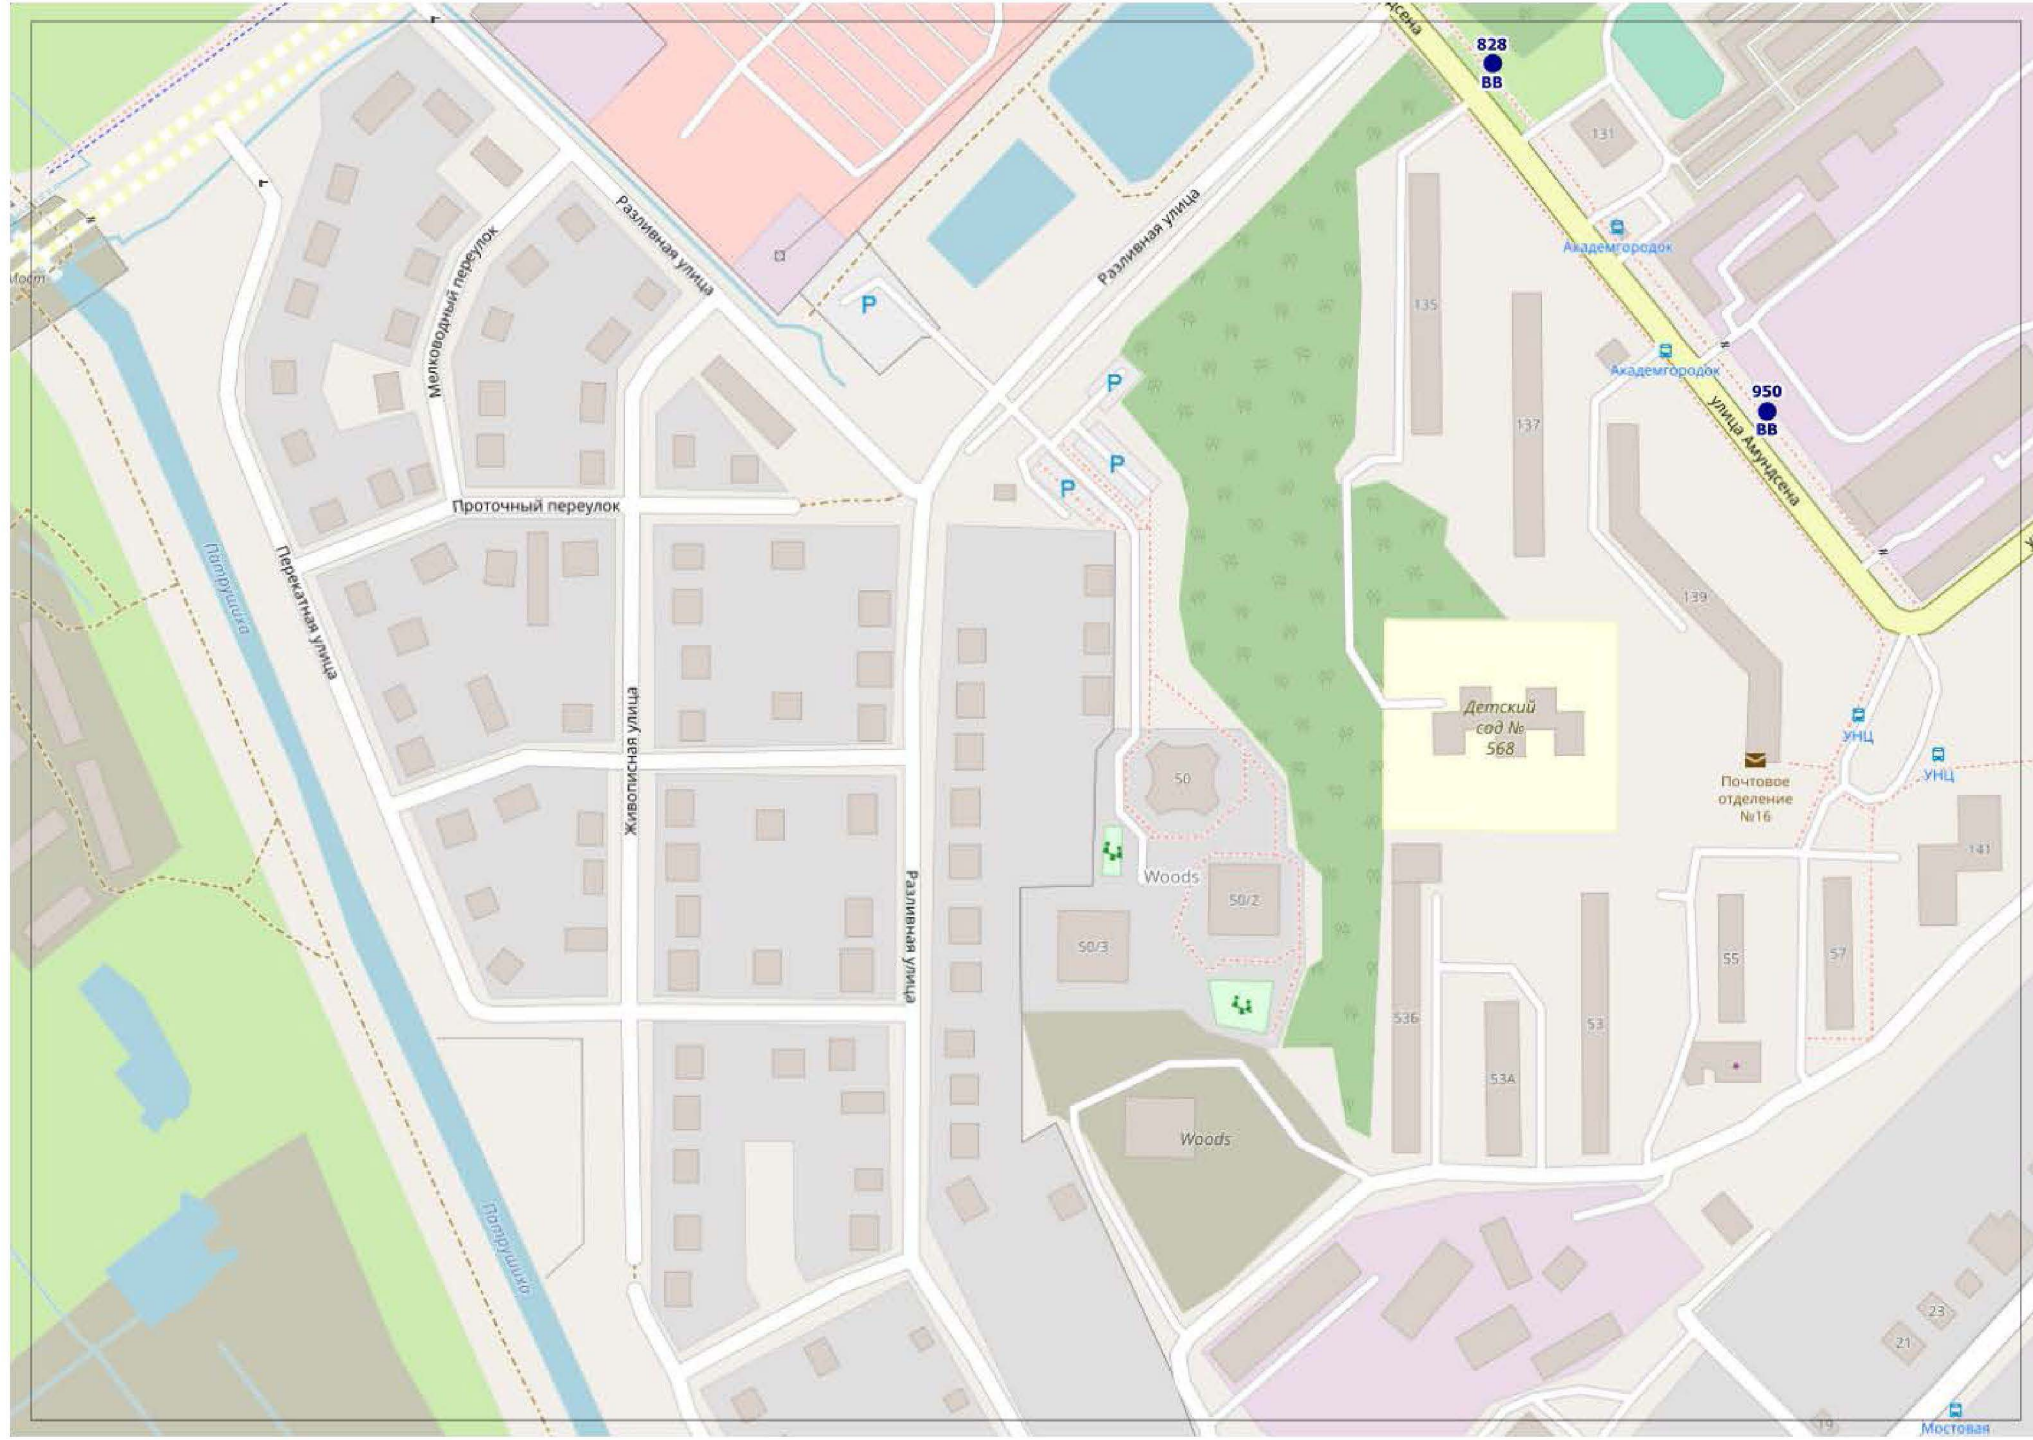 828
ВВ
131
Академгородок
Разливная улица
Разливная улица
Мелководный переулок
P
135
Академгородок
950
ВВ
улица Амундсена
P
137
P
P
Проточный переулок
Перекатная улица
Патрушиха
139
Живописная улица
Детский
сад №
568
УНЦ
УНЦ
Почтовое
отделение
№16
50
141
Woods
50/2
50/3
Разливная улица
55
57
53Б
53
53А
Woods
Патрушиха
23
21
19
Мостовая